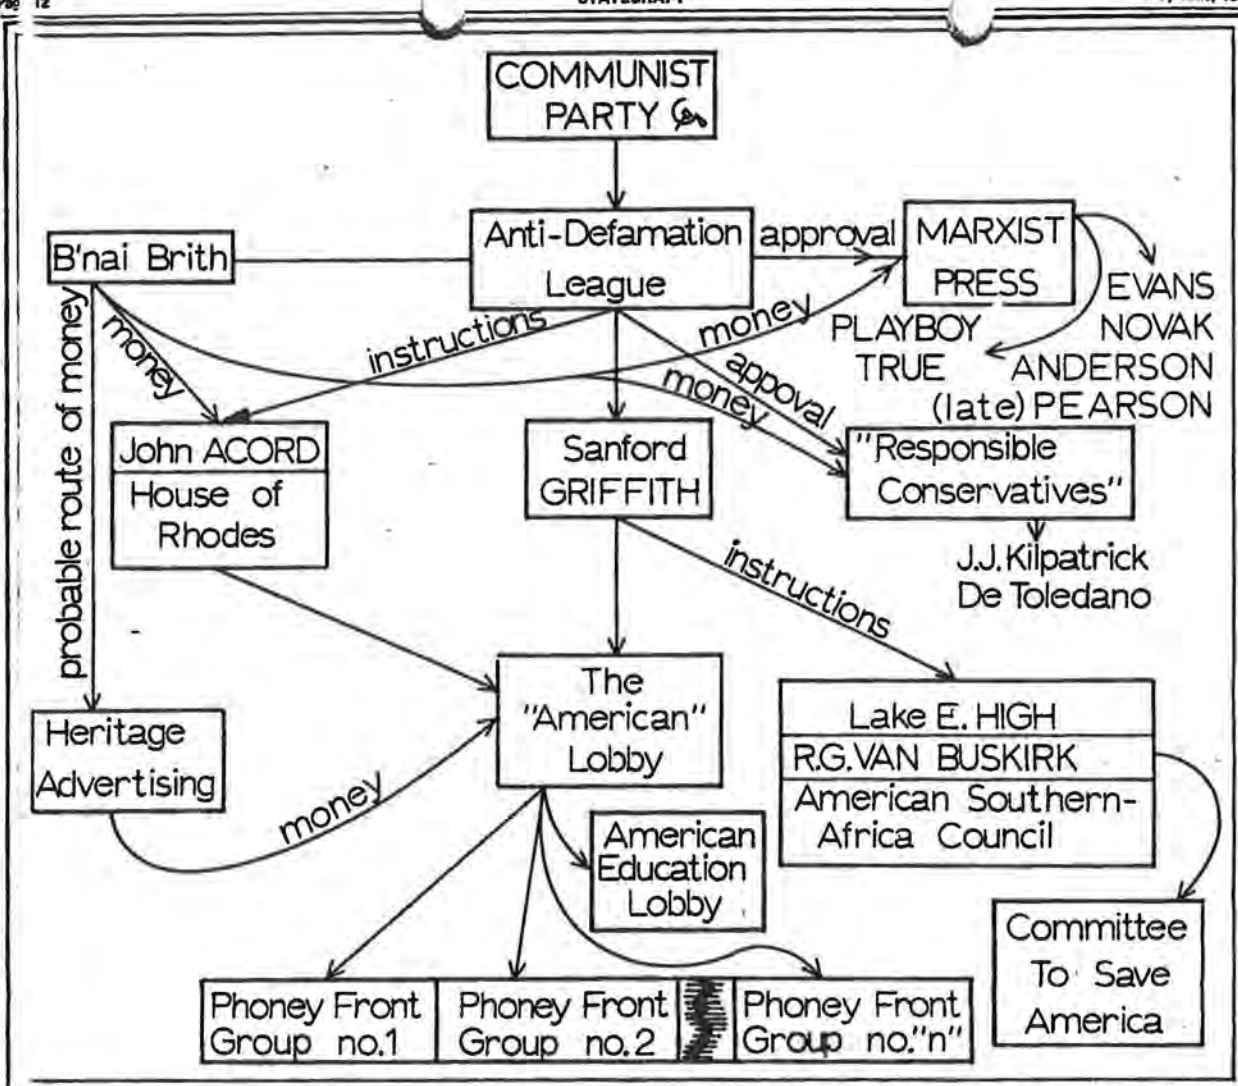 12
STATECRAFT
COMMUNIST
PARTY
Anti-Defamation
League
approval
MARXIST
PRESS
B'nai Brith
EVANS
NOVAK
ANDERSON
(late) PEARSON
PLAYBOY
TRUE
money
instructions
money
money
appoval
probable route of money
John ACORD
House of
Rhodes
Sanford
GRIFFITH
"Responsible
Conservatives"
J.J. Kilpatrick
De Toledano
instructions
The
"American"
Lobby
Heritage
Advertising
money
Lake E. HIGH
R.G. VAN BUSKIRK
American Southern-
Africa Council
American
Education
Lobby
Committee
To Save
America
Phoney Front
Group no.1
Phoney Front
Group no.2
Phoney Front
Group no."n"